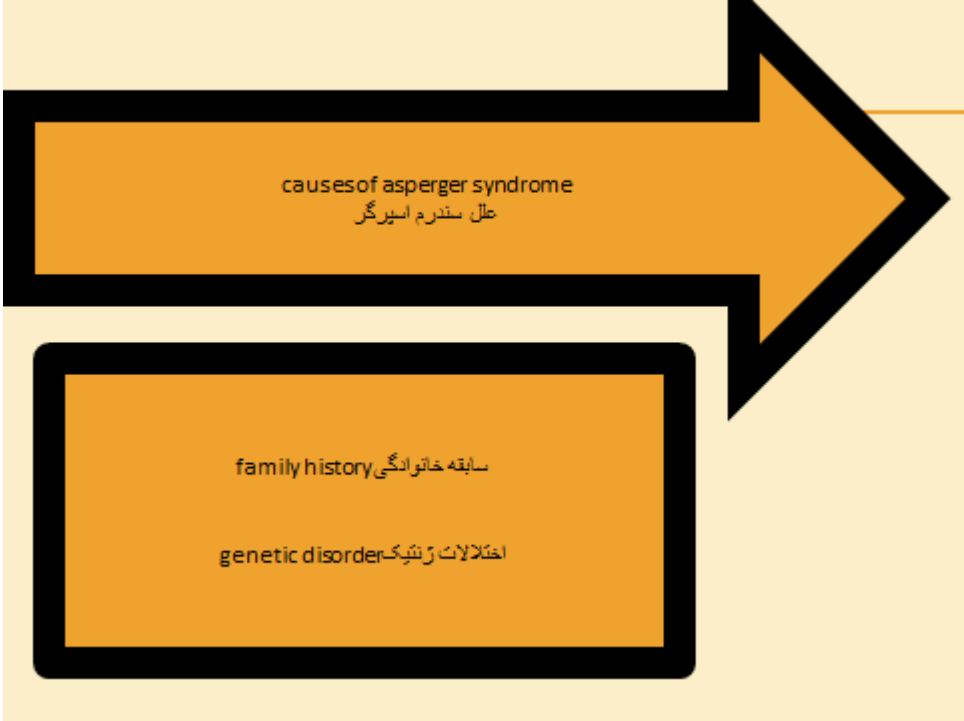 causes of asperger syndrome
علل سندرم اسپرگر
family history سابقه خانوادگی
genetic disorder اختلالات ژنتیک